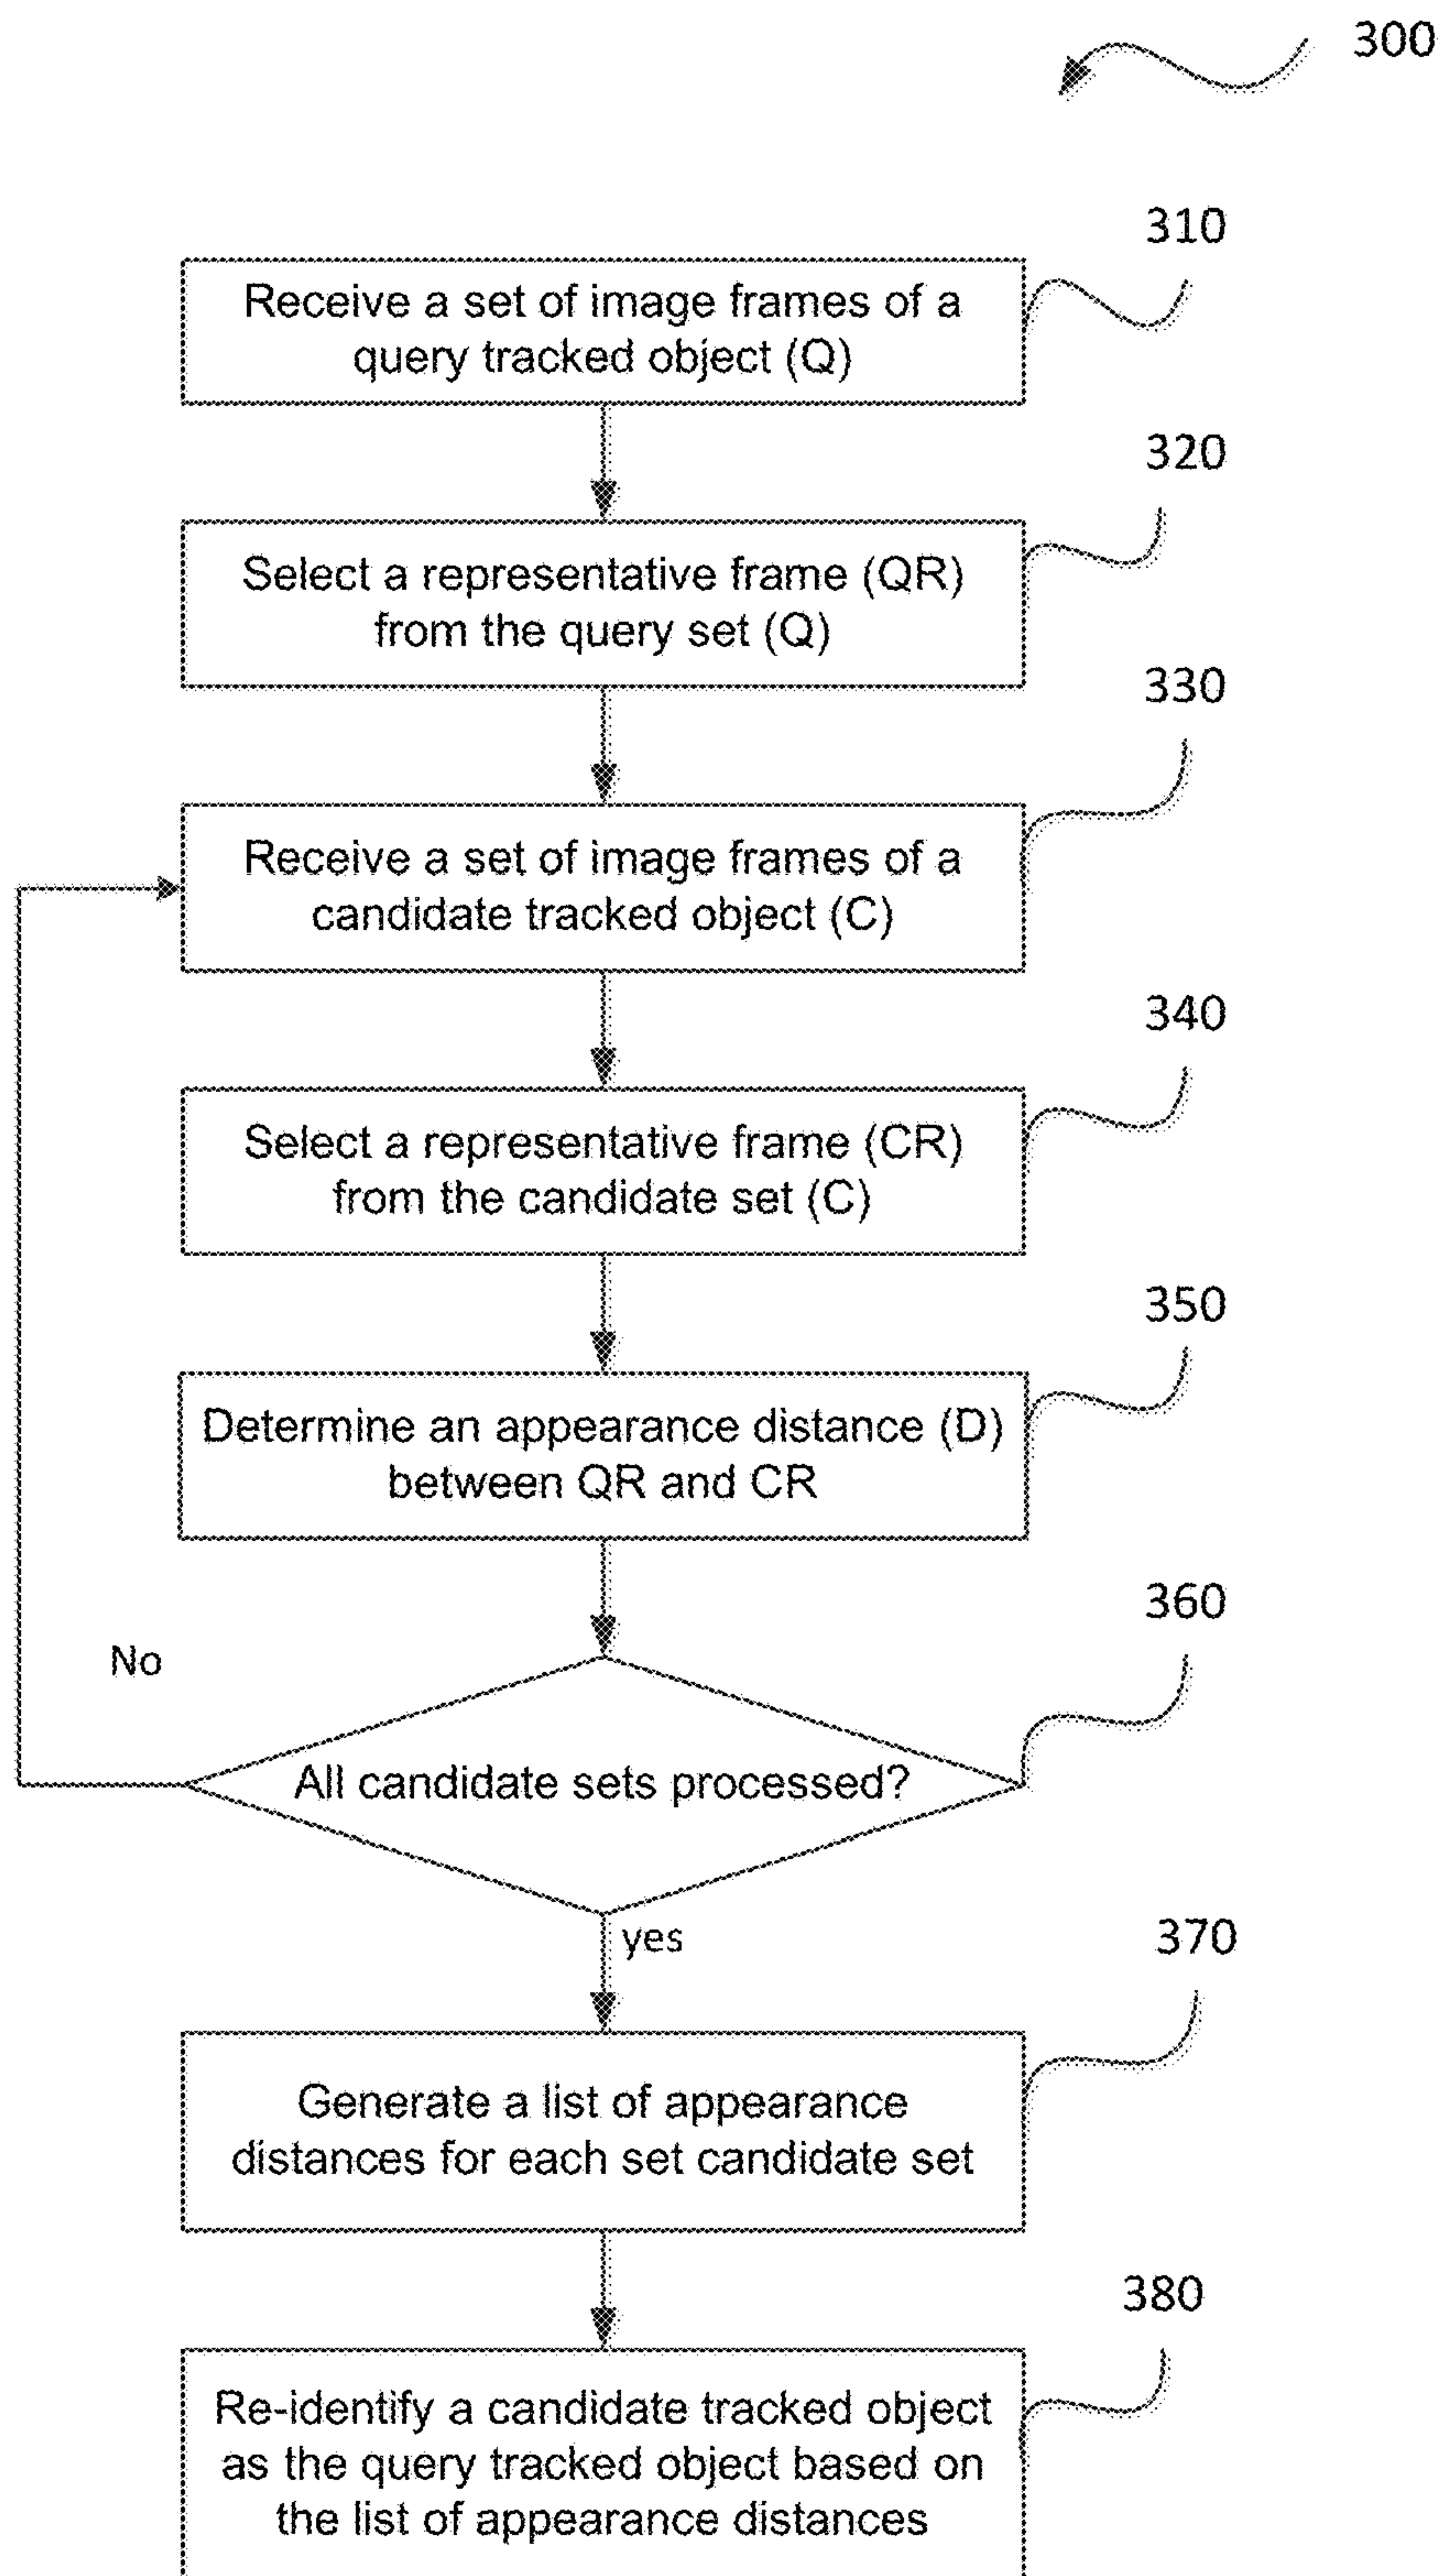 300
310
Receive a set of image frames of a
query tracked object (Q)
320
Select a representative frame (QR)
from the query set (Q)
330
Receive a set of image frames of a
candidate tracked object (C)
340
Select a representative frame (CR)
from the candidate set (C)
350
Determine an appearance distance (D)
between QR and CR
360
No
All candidate sets processed?
yes
370
Generate a list of appearance
distances for each set candidate set
380
Re-identify a candidate tracked object
as the query tracked object based on
the list of appearance distances